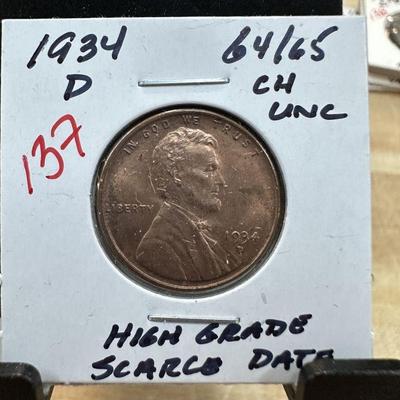 1934
D
64/65
CH
UNC
137
IN GOD WE TRUST
LIBERTY
1934
D
HIGH GRADE
SCARCE DATE